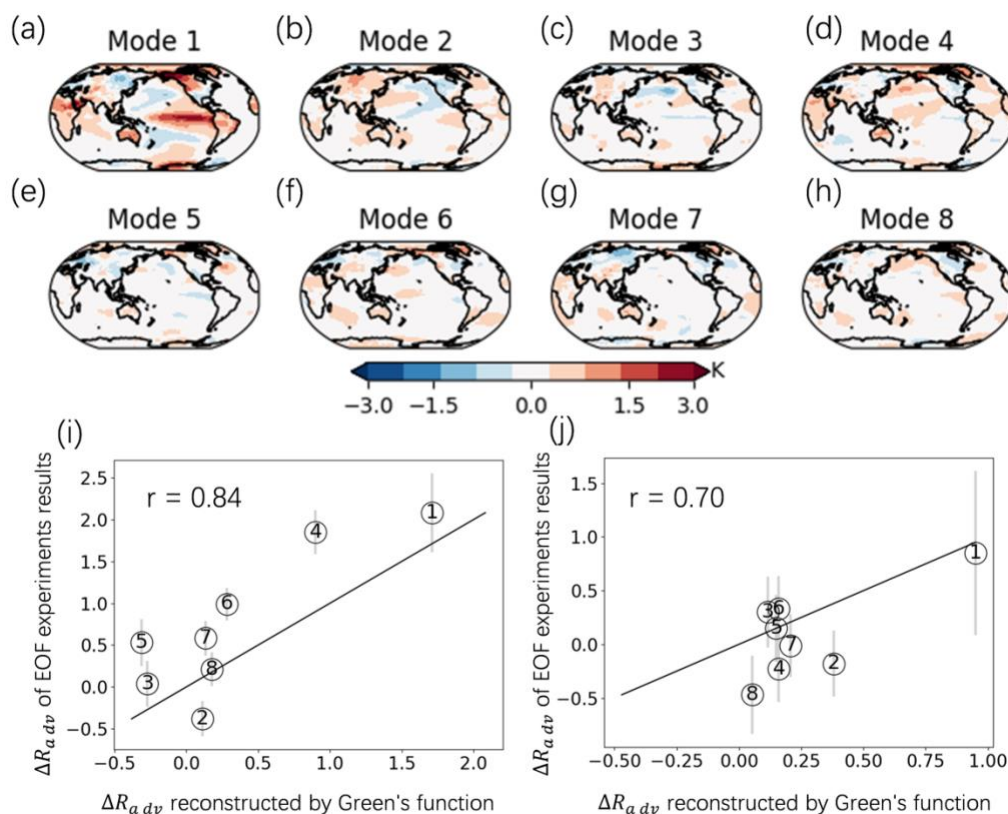 (a) (b) (c) (d)
Mode 1 Mode 2 Mode 3 Mode 4
(e) (f) (g) (h)
Mode 5 Mode 6 Mode 7 Mode 8
K
−3.0 −1.5 0.0 1.5 3.0
(i)
r = 0.84
2.5
2.0
1.5
1.0
0.5
0.0
−0.5
1
4
6
5
7
8
3
2
−0.5 0.0 0.5 1.0 1.5 2.0
ΔR_adv of EOF experiments results
ΔR_adv reconstructed by Green's function
(j)
r = 0.70
1.5
1.0
0.5
0.0
−0.5
1
3
6
5
7
2
4
8
−0.50 −0.25 0.00 0.25 0.50 0.75 1.00
ΔR_adv of EOF experiments results
ΔR_adv reconstructed by Green's function